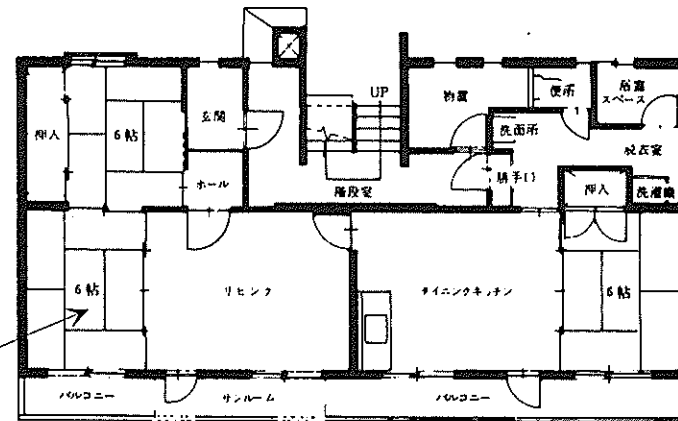 UP
物置
便所
浴室
スペース
押入
6帖
玄関
洗面所
脱衣室
ホール
階段室
勝手口
押入
洗濯機
6帖
リビング
ダイニングキッチン
6帖
バルコニー
サンルーム
バルコニー